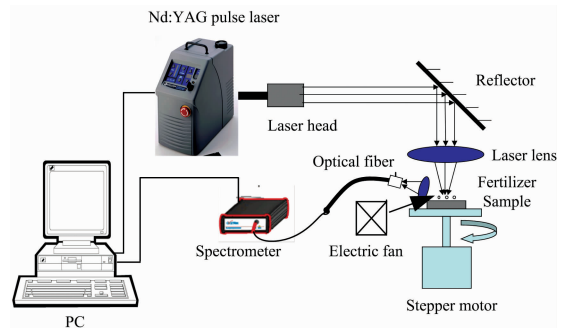 Nd:YAG pulse laser
Reflector
Laser head
Optical fiber
Laser lens
Fertilizer
Sample
Spectrometer
Electric fan
Stepper motor
PC